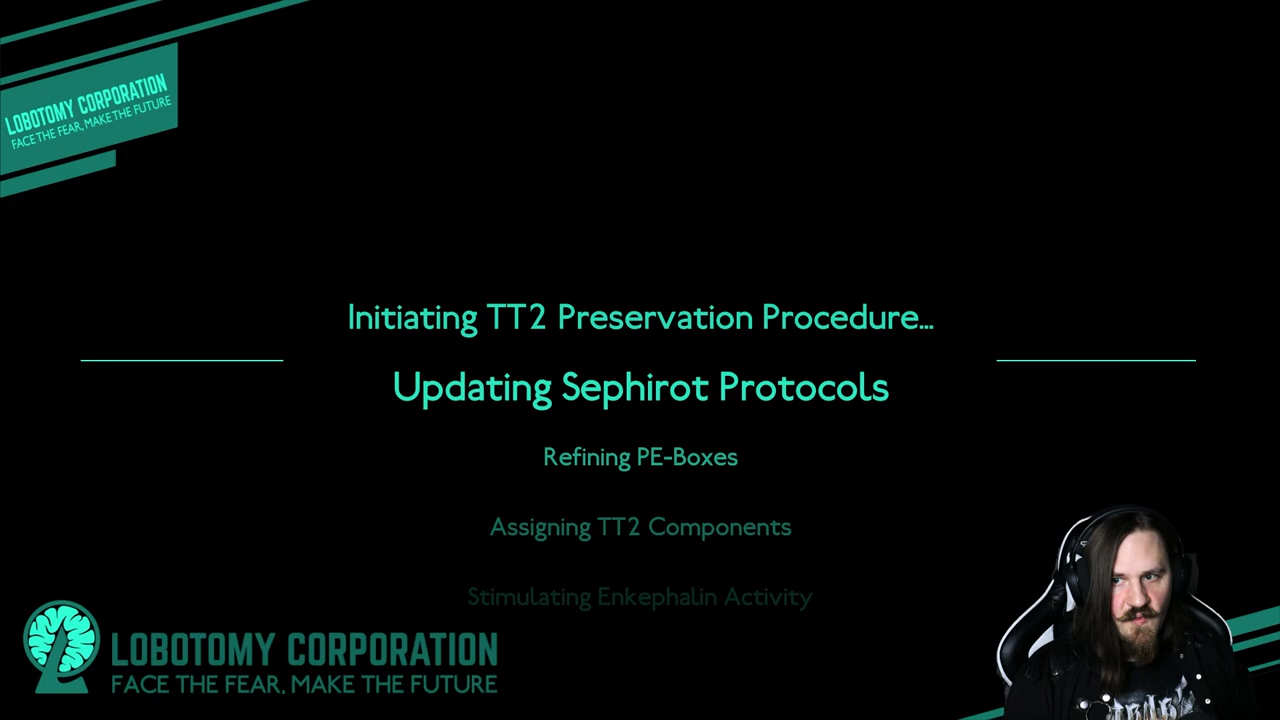 LOBOTOMY CORPORATION
FACE THE FEAR, MAKE THE FUTURE
Initiating TT2 Preservation Procedure...
Updating Sephirot Protocols
Refining PE-Boxes
Assigning TT2 Components
Stimulating Enkephalin Activity
LOBOTOMY CORPORATION
FACE THE FEAR, MAKE THE FUTURE